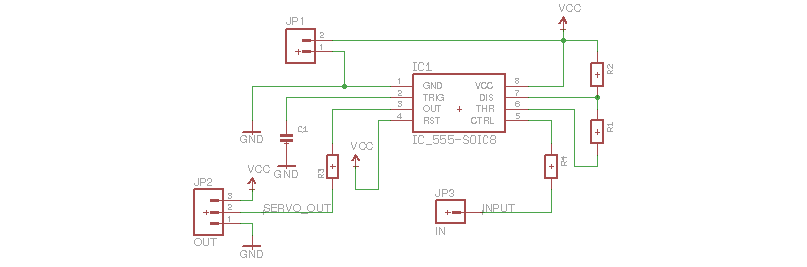 VCC
JP1
2
1
IC1
1 GND VCC 8
2 TRIG DIS 7
3 OUT THR 6
4 RST CTRL 5
IC_555-SOIC8
R2
R1
C1
GND
GND
VCC
R3
R4
VCC
JP2
3
2
1
SERVO_OUT
OUT
GND
JP3
INPUT
IN